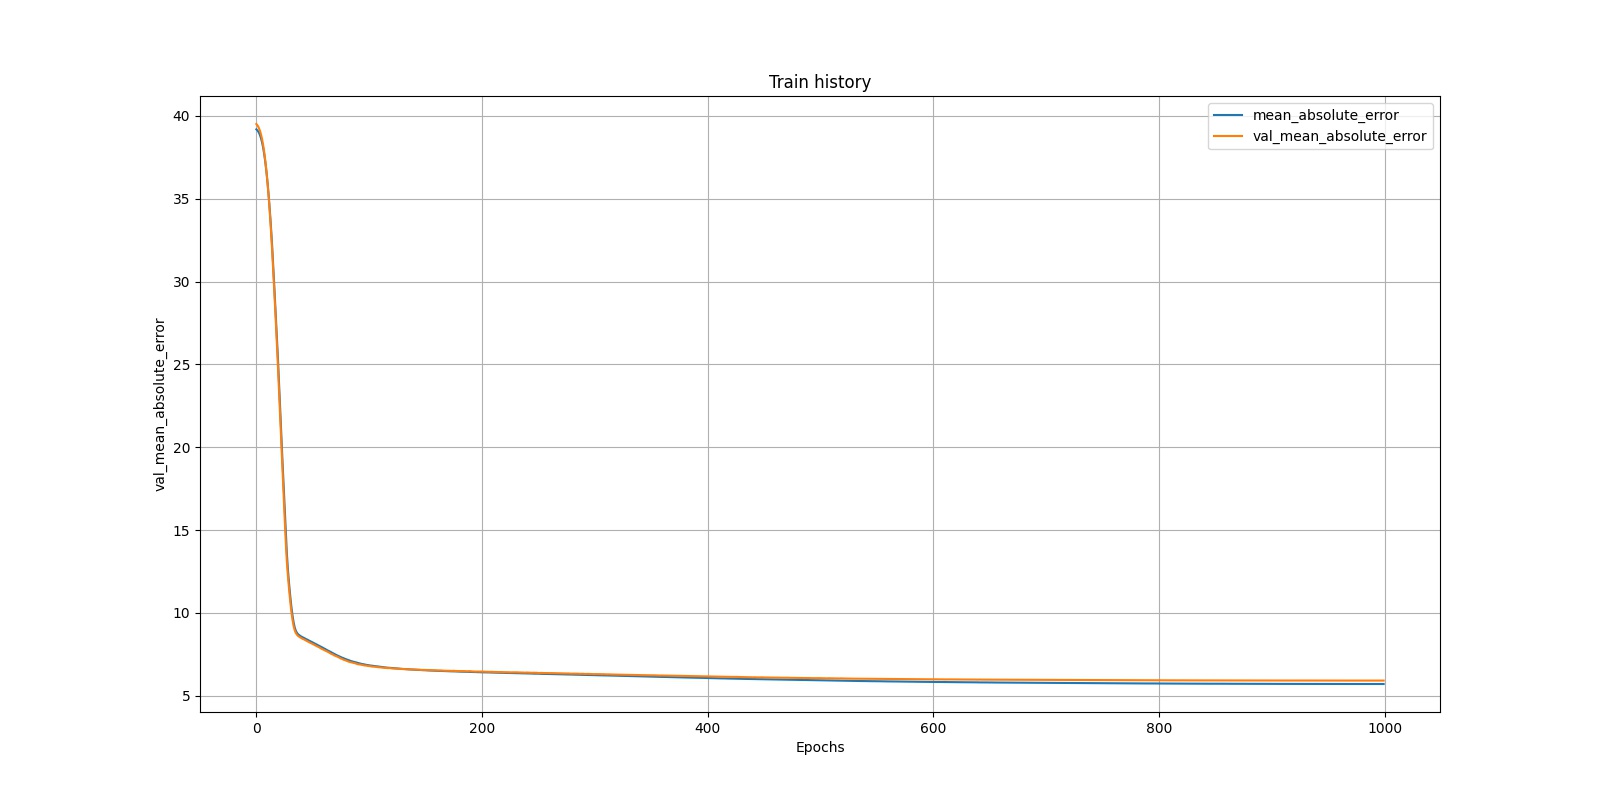 Train history
mean_absolute_error
val_mean_absolute_error
val_mean_absolute_error
40
35
30
25
20
15
10
5
0 200 400 600 800 1000
Epochs